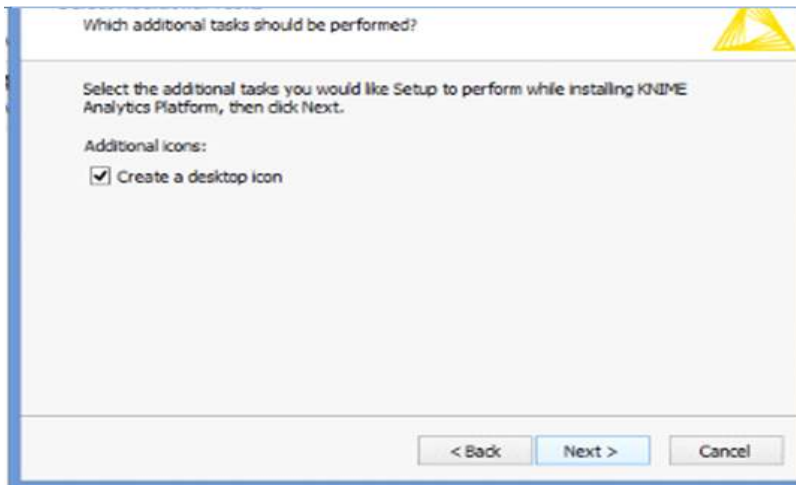 Which additional tasks should be performed?
Select the additional tasks you would like Setup to perform while installing KNIME
Analytics Platform, then click Next.
Additional icons:
Create a desktop icon
< Back
Next >
Cancel